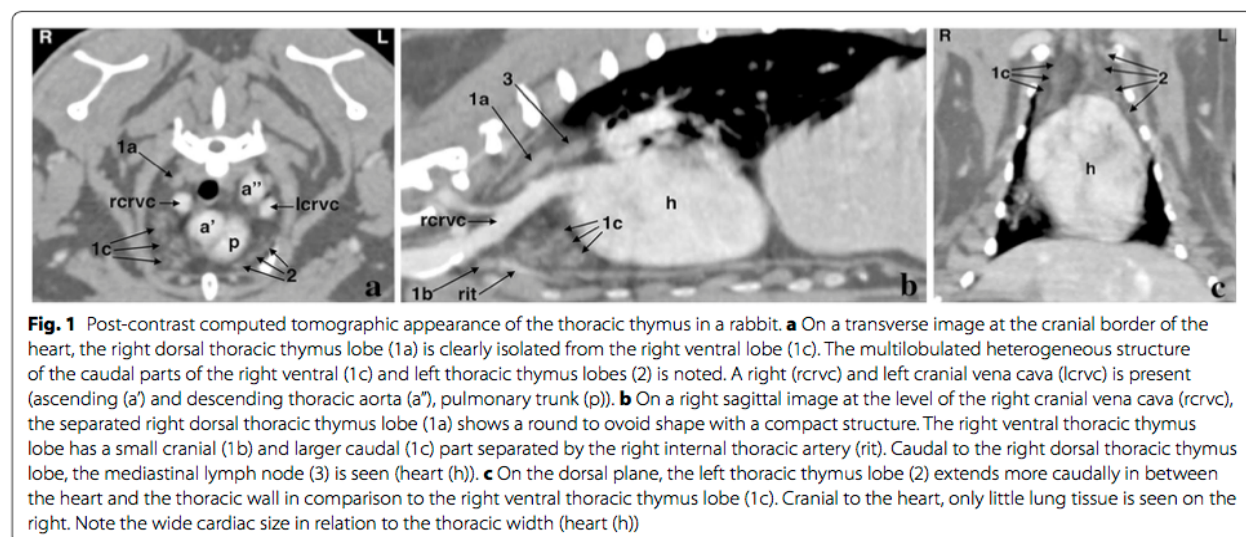 R
L
1a
a"
rcrvc
lcrvc
a'
p
1c
2
a
3
1a
h
rcrvc
1c
1b
rit
b
R
L
1c
2
h
c
Fig. 1 Post-contrast computed tomographic appearance of the thoracic thymus in a rabbit. a On a transverse image at the cranial border of the
heart, the right dorsal thoracic thymus lobe (1a) is clearly isolated from the right ventral lobe (1c). The multilobulated heterogeneous structure
of the caudal parts of the right ventral (1c) and left thoracic thymus lobes (2) is noted. A right (rcrvc) and left cranial vena cava (lcrvc) is present
(ascending (a') and descending thoracic aorta (a"), pulmonary trunk (p)). b On a right sagittal image at the level of the right cranial vena cava (rcrvc),
the separated right dorsal thoracic thymus lobe (1a) shows a round to ovoid shape with a compact structure. The right ventral thoracic thymus
lobe has a small cranial (1b) and larger caudal (1c) part separated by the right internal thoracic artery (rit). Caudal to the right dorsal thoracic thymus
lobe, the mediastinal lymph node (3) is seen (heart (h)). c On the dorsal plane, the left thoracic thymus lobe (2) extends more caudally in between
the heart and the thoracic wall in comparison to the right ventral thoracic thymus lobe (1c). Cranial to the heart, only little lung tissue is seen on the
right. Note the wide cardiac size in relation to the thoracic width (heart (h))